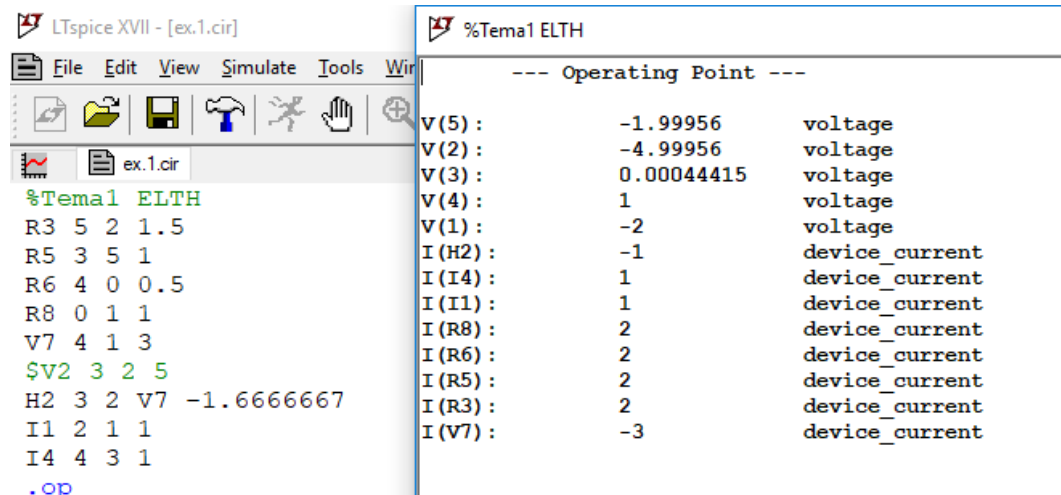 LTspice XVII - [ex.1.cir]
File Edit View Simulate Tools
ex.1.cir
%Tema1 ELTH
R3 5 2 1.5
R5 3 5 1
R6 4 0 0.5
R8 0 1 1
V7 4 1 3
$V2 3 2 5
H2 3 2 V7 -1.6666667
I1 2 1 1
I4 4 3 1
.op
%Tema1 ELTH
--- Operating Point ---
V(5): -1.99956 voltage
V(2): -4.99956 voltage
V(3): 0.00044415 voltage
V(4): 1 voltage
V(1): -2 voltage
I(H2): -1 device_current
I(I4): 1 device_current
I(I1): 1 device_current
I(R8): 2 device_current
I(R6): 2 device_current
I(R5): 2 device_current
I(R3): 2 device_current
I(V7): -3 device_current